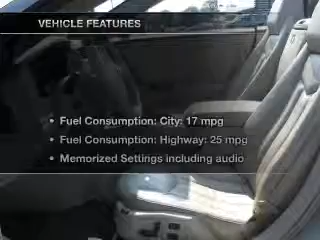 VEHICLE FEATURES
• Fuel Consumption: City: 17 mpg
• Fuel Consumption: Highway: 25 mpg
• Memorized Settings including audio